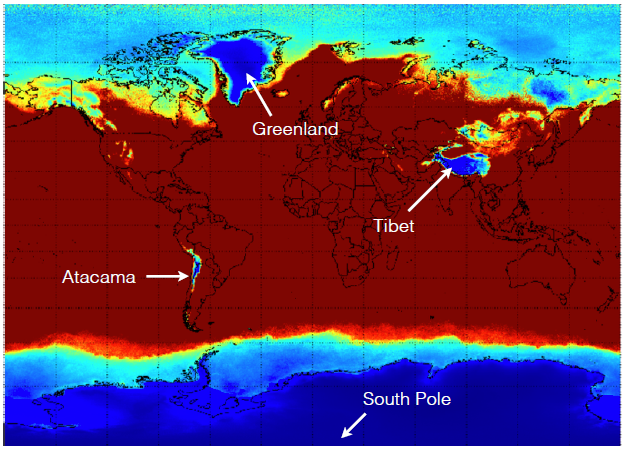 Greenland
Tibet
Atacama
South Pole